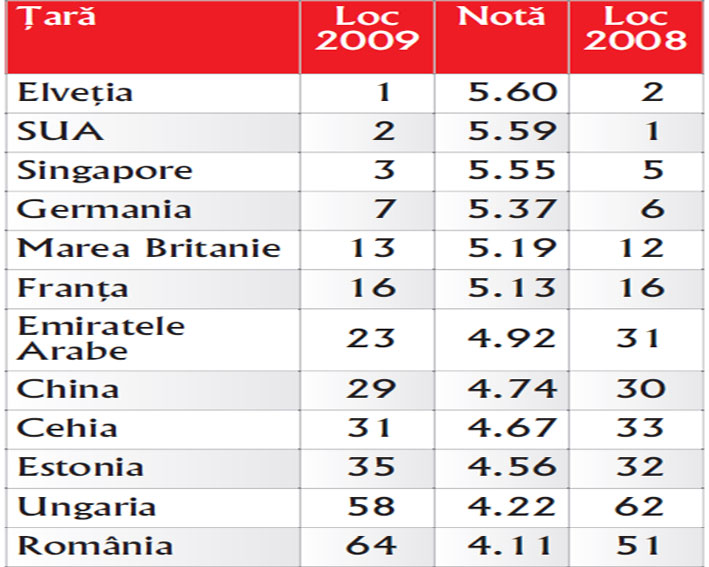 Țară Loc 2009 Notă Loc 2008
Elveția 1 5.60 2
SUA 2 5.59 1
Singapore 3 5.55 5
Germania 7 5.37 6
Marea Britanie 13 5.19 12
Franța 16 5.13 16
Emiratele Arabe 23 4.92 31
China 29 4.74 30
Cehia 31 4.67 33
Estonia 35 4.56 32
Ungaria 58 4.22 62
România 64 4.11 51